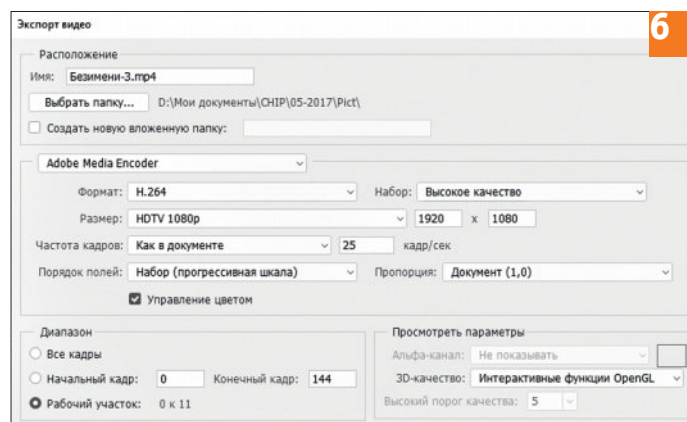 Экспорт видео
6
Расположение
Имя: Безимени-3.mp4
Выбрать папку... D:\Мои документы\CHIP\05-2017\Pict\
Создать новую вложенную папку:
Adobe Media Encoder
Формат: H.264 Набор: Высокое качество
Размер: HDTV 1080p 1920 x 1080
Частота кадров: Как в документе 25 кадр/сек
Порядок полей: Набор (прогрессивная шкала) Пропорция: Документ (1,0)
Управление цветом
Диапазон Просмотреть параметры
Все кадры Альфа-канал: Не показывать
Начальный кадр: 0 Конечный кадр: 144 3D-качество: Интерактивные функции OpenGL
Рабочий участок: 0 к 11 Высокий порог качества: 5